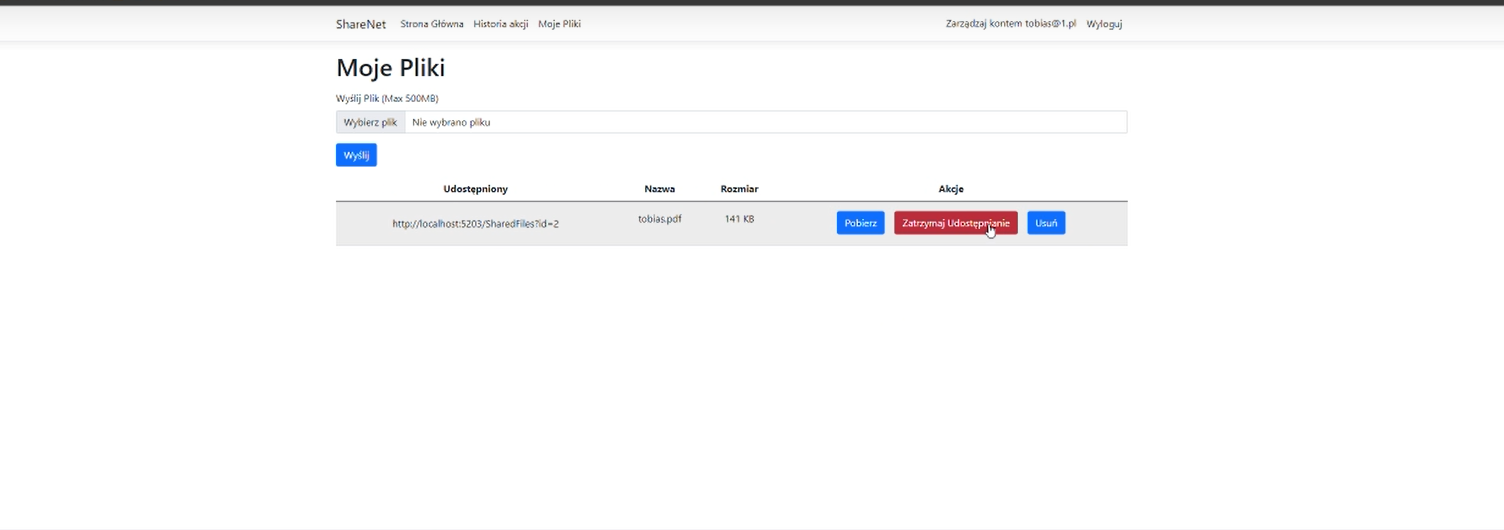 ShareNet Strona Główna Historia akcji Moje Pliki Zarządzaj kontem tobias@1.pl Wyloguj
Moje Pliki
Wyślij Plik (Max 500MB)
Wybierz plik Nie wybrano pliku
Wyślij
Udostępniony Nazwa Rozmiar Akcje
http://localhost:5203/SharedFiles?id=2 tobias.pdf 141 KB Pobierz Zatrzymaj Udostępnianie Usuń